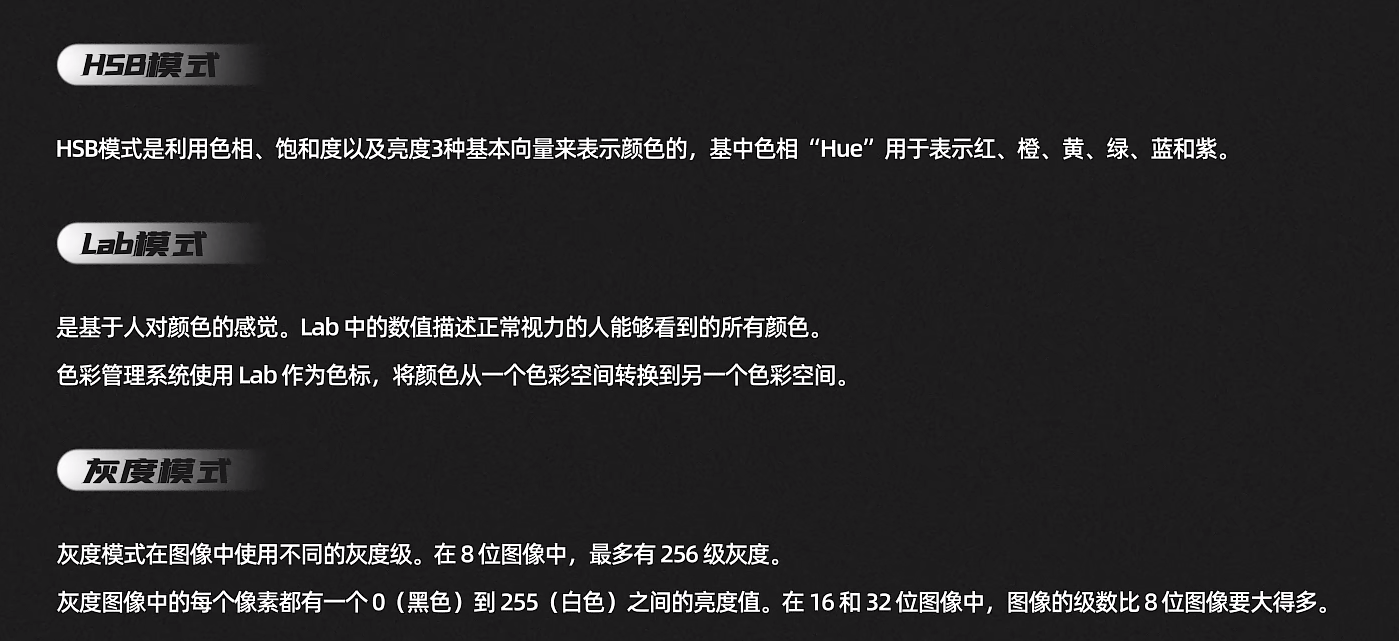 HSB模式
HSB模式是利用色相、饱和度以及亮度3种基本向量来表示颜色的，基中色相“Hue”用于表示红、橙、黄、绿、蓝和紫。
Lab模式
是基于人对颜色的感觉。Lab 中的数值描述正常视力的人能够看到的所有颜色。
色彩管理系统使用 Lab 作为色标，将颜色从一个色彩空间转换到另一个色彩空间。
灰度模式
灰度模式在图像中使用不同的灰度级。在 8 位图像中，最多有 256 级灰度。
灰度图像中的每个像素都有一个 0（黑色）到 255（白色）之间的亮度值。在 16 和 32 位图像中，图像的级数比 8 位图像要大得多。